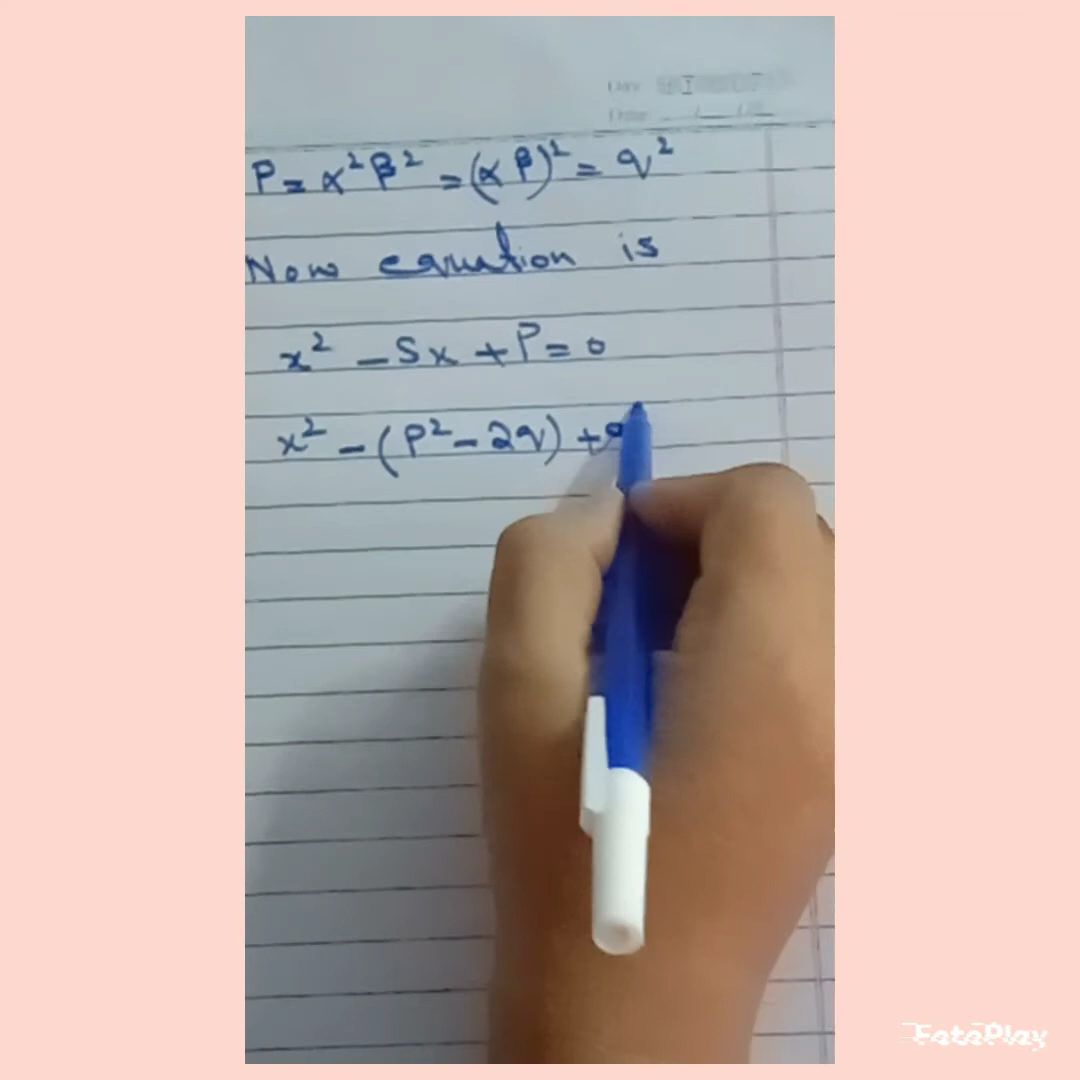 P = α²β² = (αβ)² = q²
Now equation is
x² - Sx + P = 0
x² - (P² - 2q) +